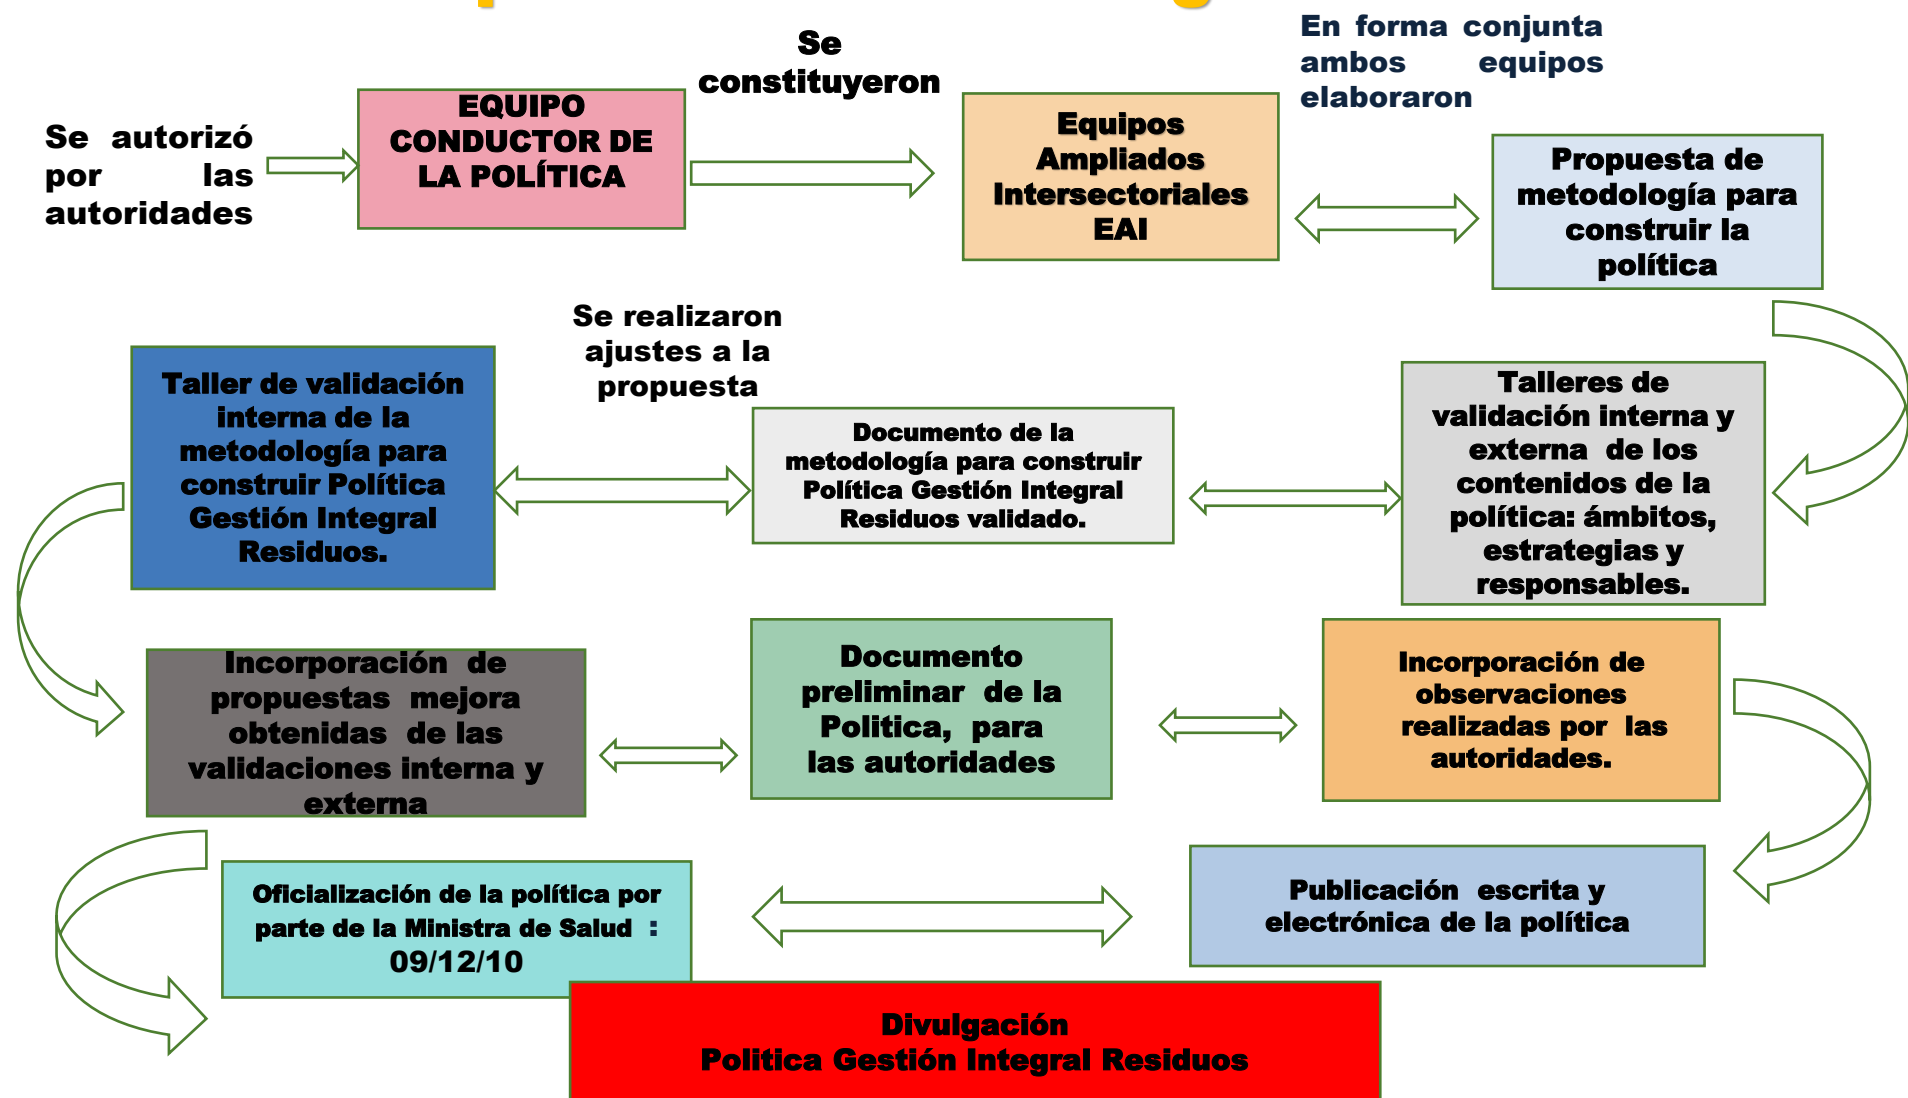 Se autorizó
por las
autoridades
EQUIPO
CONDUCTOR DE
LA POLÍTICA
Se
constituyeron
Equipos
Ampliados
Intersectoriales
EAI
En forma conjunta
ambos equipos
elaboraron
Propuesta de
metodología para
construir la
política
Taller de validación
interna de la
metodología para
construir Política
Gestión Integral
Residuos.
Se realizaron
ajustes a la
propuesta
Documento de la
metodología para construir
Política Gestión Integral
Residuos validado.
Talleres de
validación interna y
externa de los
contenidos de la
política: ámbitos,
estrategias y
responsables.
Incorporación de
propuestas mejora
obtenidas de las
validaciones interna y
externa
Documento
preliminar de la
Politica, para
las autoridades
Incorporación de
observaciones
realizadas por las
autoridades.
Oficialización de la política por
parte de la Ministra de Salud :
09/12/10
Publicación escrita y
electrónica de la política
Divulgación
Politica Gestión Integral Residuos